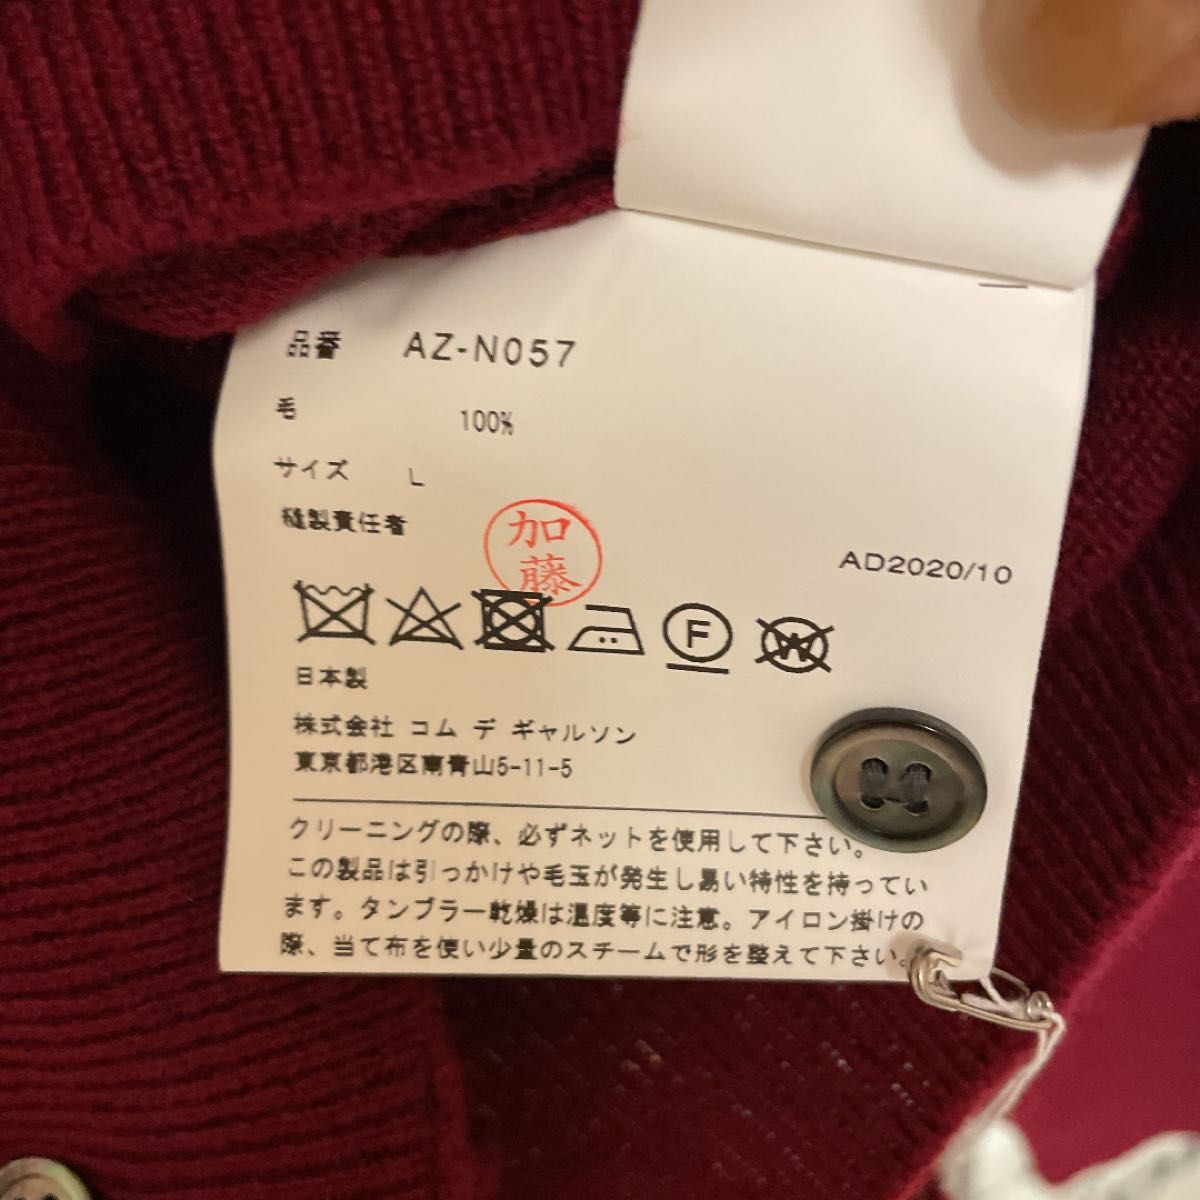 品番 AZ-N057
毛 100%
サイズ L
縫製責任者 加藤
AD2020/10
F W
日本製
株式会社 コム デ ギャルソン
東京都港区南青山5-11-5
クリーニングの際、必ずネットを使用して下さい。
この製品は引っかけや毛玉が発生し易い特性を持ってい
ます。タンブラー乾燥は温度等に注意。アイロン掛けの
際、当て布を使い少量のスチームで形を整えて下さい。